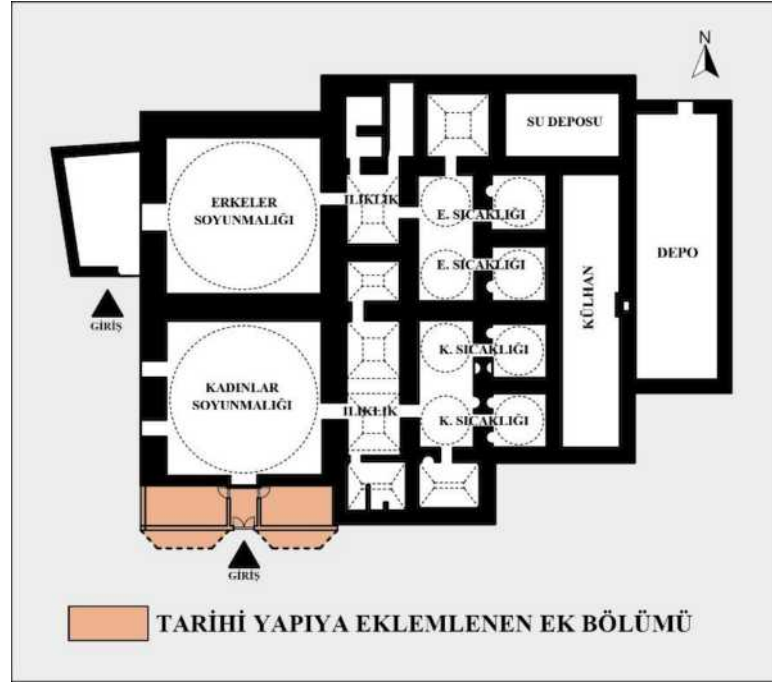 N
SU DEPOSU
ERKELER
SOYUNMALIĞI
ILIKLIK
E. SICAKLIĞI
E. SICAKLIĞI
KÜLHAN
DEPO
GİRİŞ
KADINLAR
SOYUNMALIĞI
ILIKLIK
K. SICAKLIĞI
K. SICAKLIĞI
GİRİŞ
TARİHİ YAPIYA EKLEMLENEN EK BÖLÜMÜ